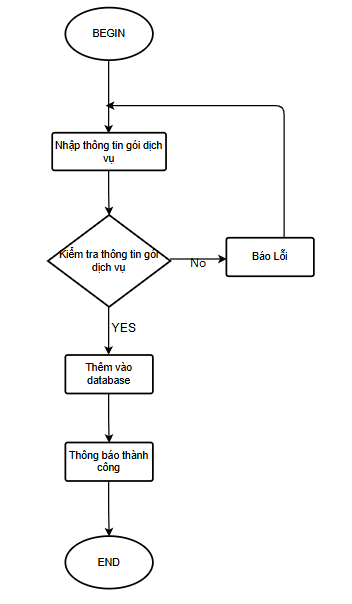 BEGIN
Nhập thông tin gói dịch
vụ
Kiểm tra thông tin gói
dịch vụ
No
Báo Lỗi
YES
Thêm vào
database
Thông báo thành
công
END